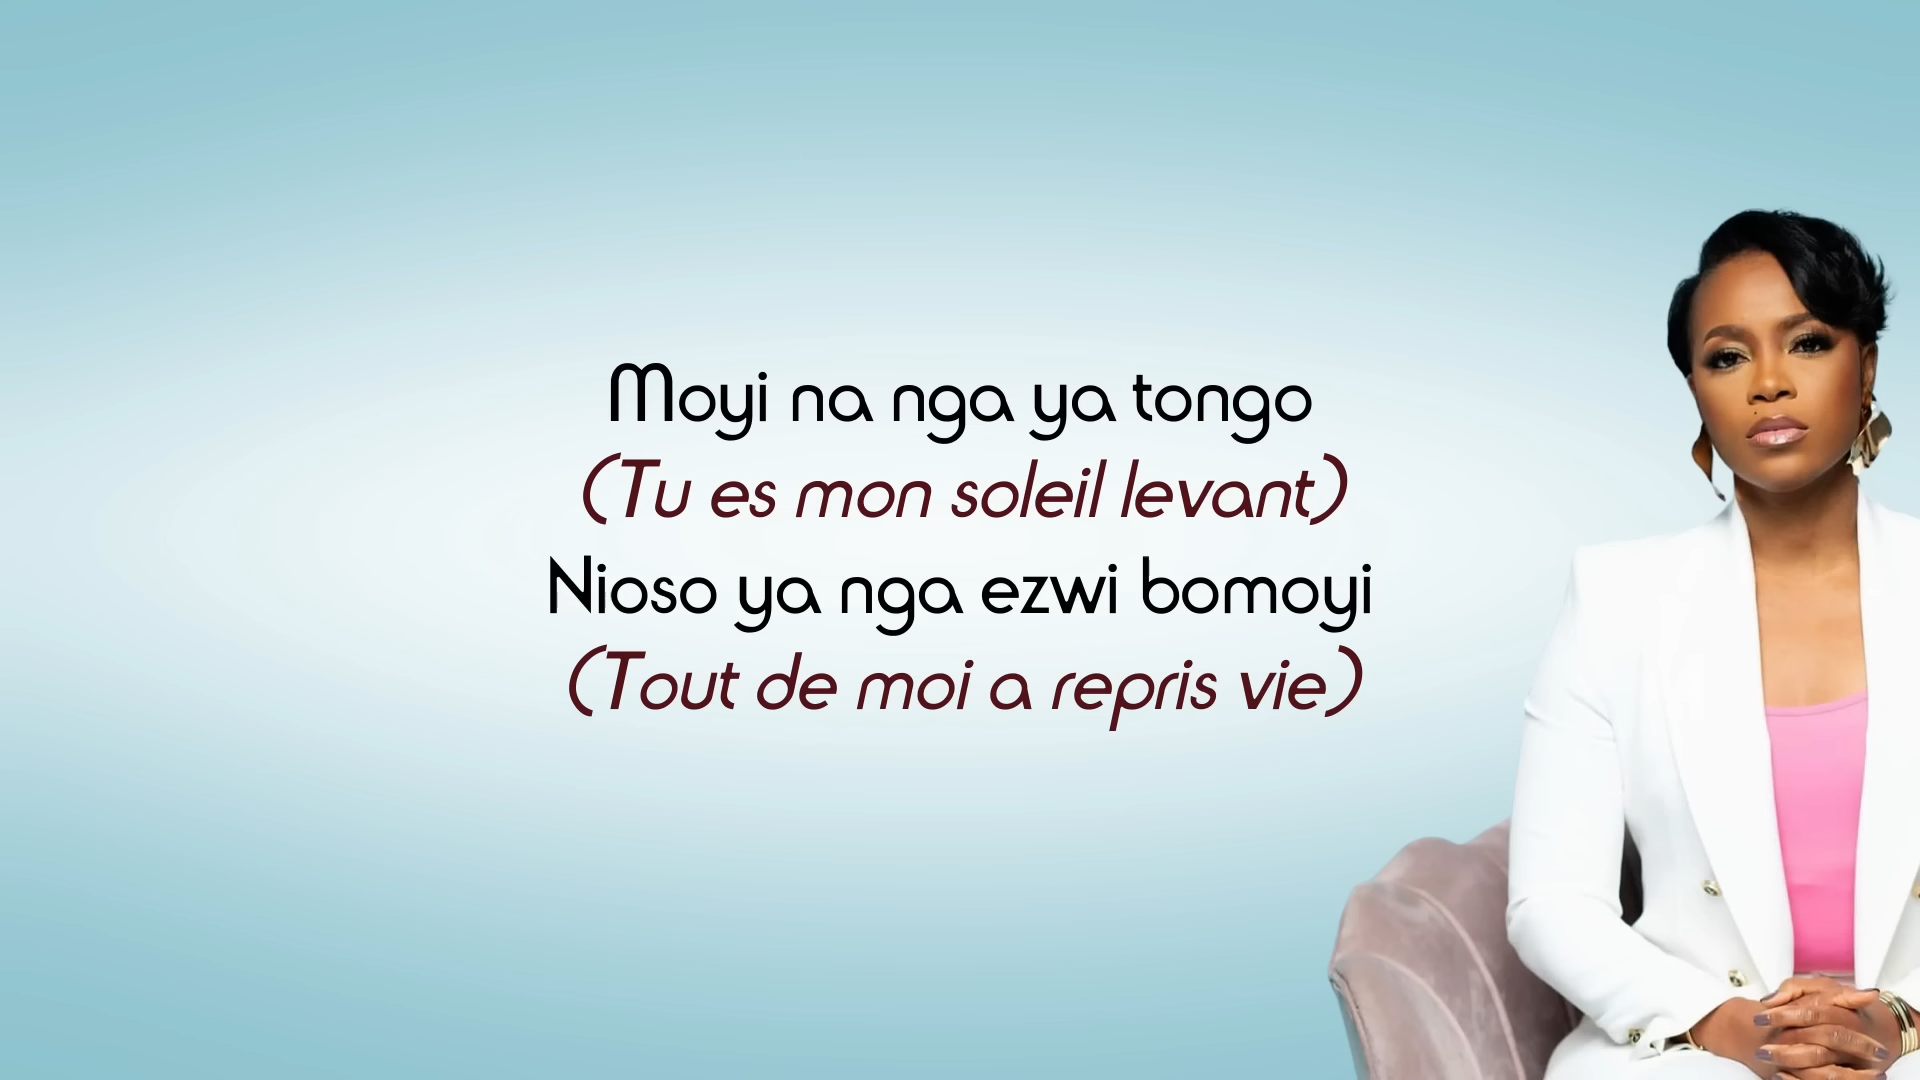 Moyi na nga ya tongo
(Tu es mon soleil levant)
Nioso ya nga ezwi bomoyi
(Tout de moi a repris vie)